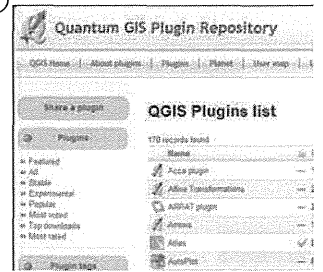 Quantum GIS Plugin Repository
QGIS Home | About plugins | Plugins | Planet | User map |
Share a plugin
Plugins
Featured
All
Stable
Experimental
Popular
Most voted
Top downloads
Most rated
Plugin tags
QGIS Plugins list
170 records found
Name
Acca plugin
Affine Transformations
ARPAT plugin
Atlas
AutoPlot